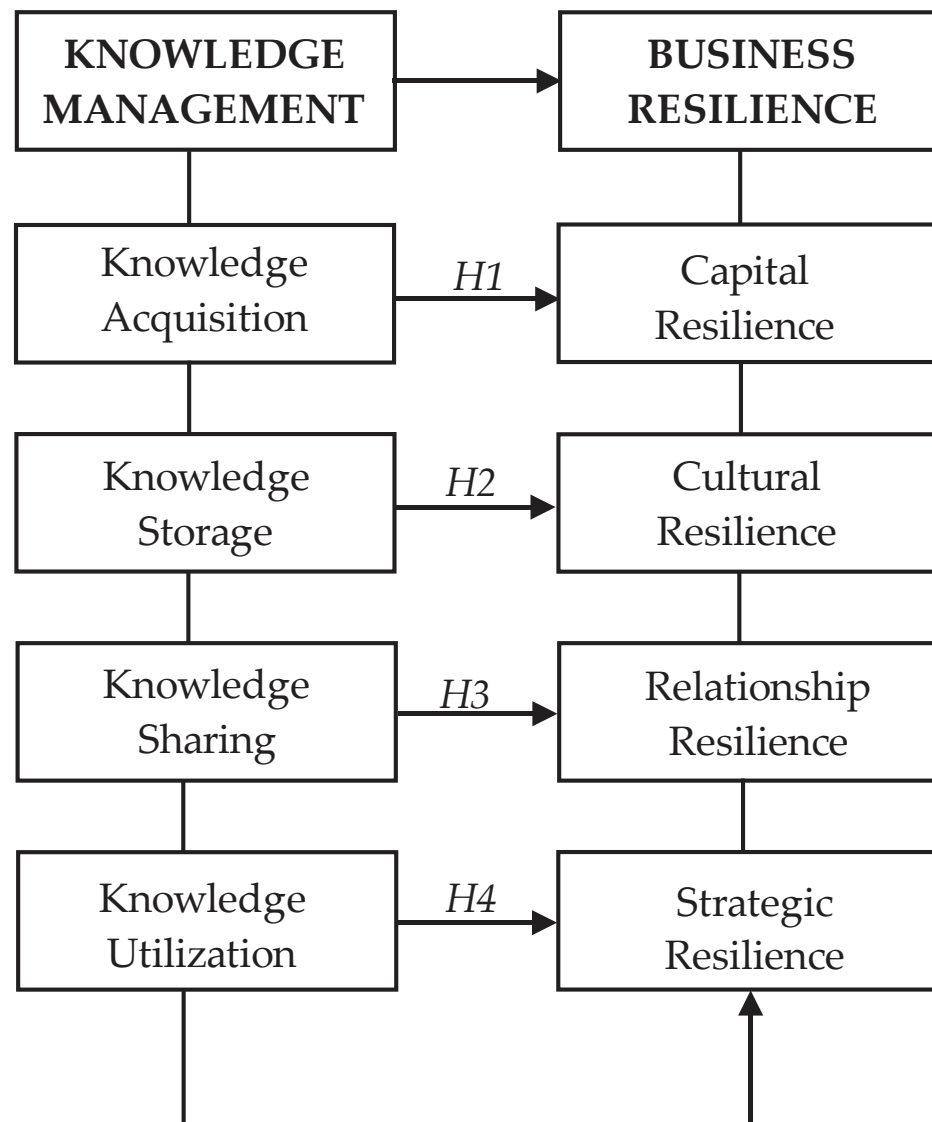 KNOWLEDGE
MANAGEMENT
BUSINESS
RESILIENCE
Knowledge
Acquisition
H1
Capital
Resilience
Knowledge
Storage
H2
Cultural
Resilience
Knowledge
Sharing
H3
Relationship
Resilience
Knowledge
Utilization
H4
Strategic
Resilience